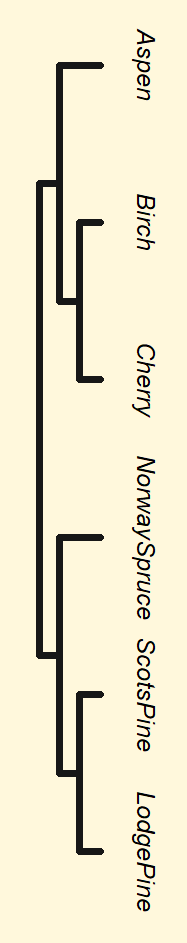 Aspen
Birch
Cherry
NorwaySpruce
ScotsPine
LodgePine